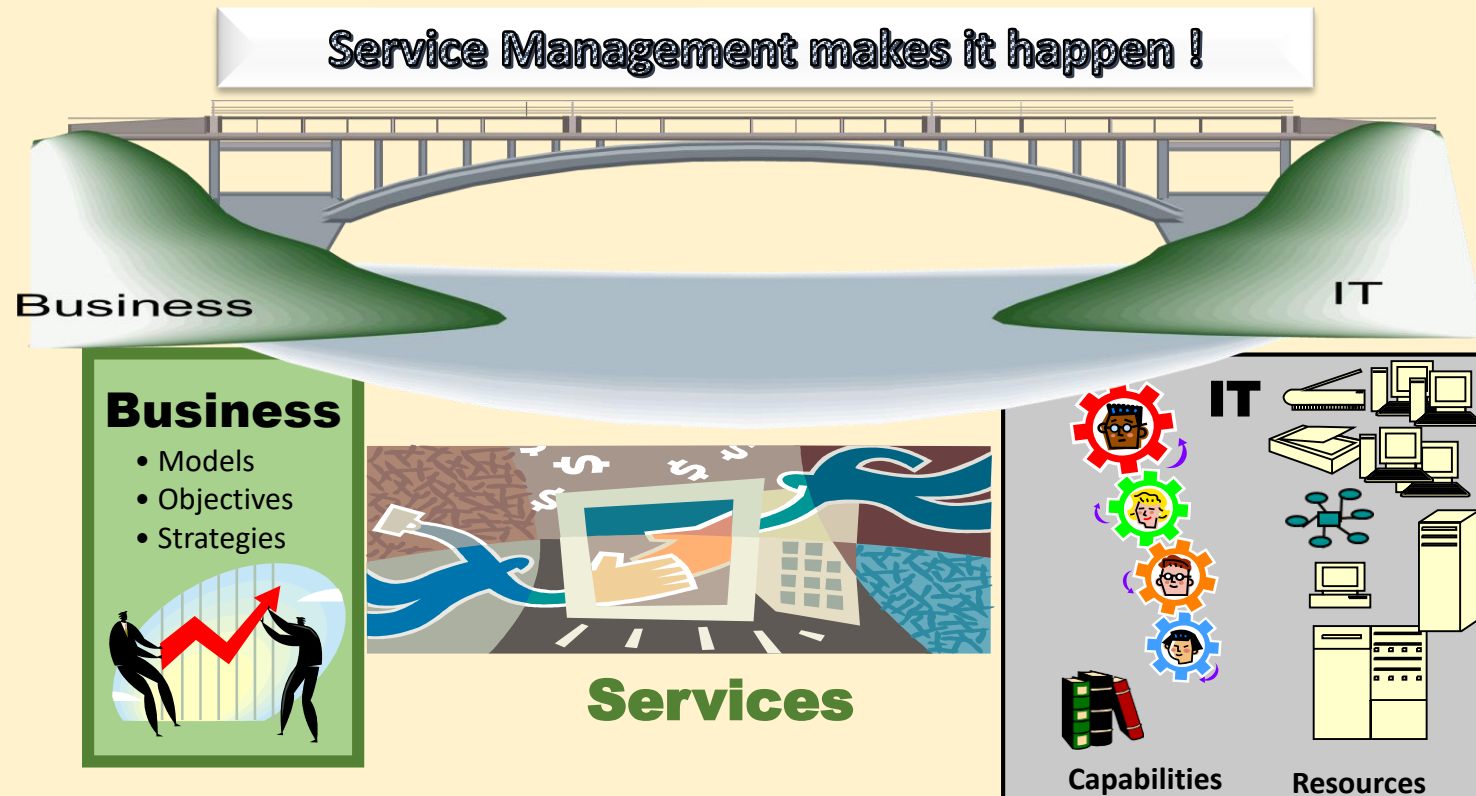 Service Management makes it happen !
Business
IT
Business
• Models
• Objectives
• Strategies
IT
$ $ $ $
Services
Capabilities
Resources